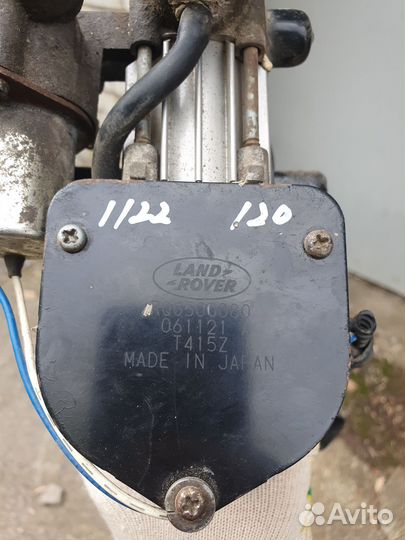 1122 120
LAND
ROVER
061121
T415Z
MADE IN JAPAN
Avito